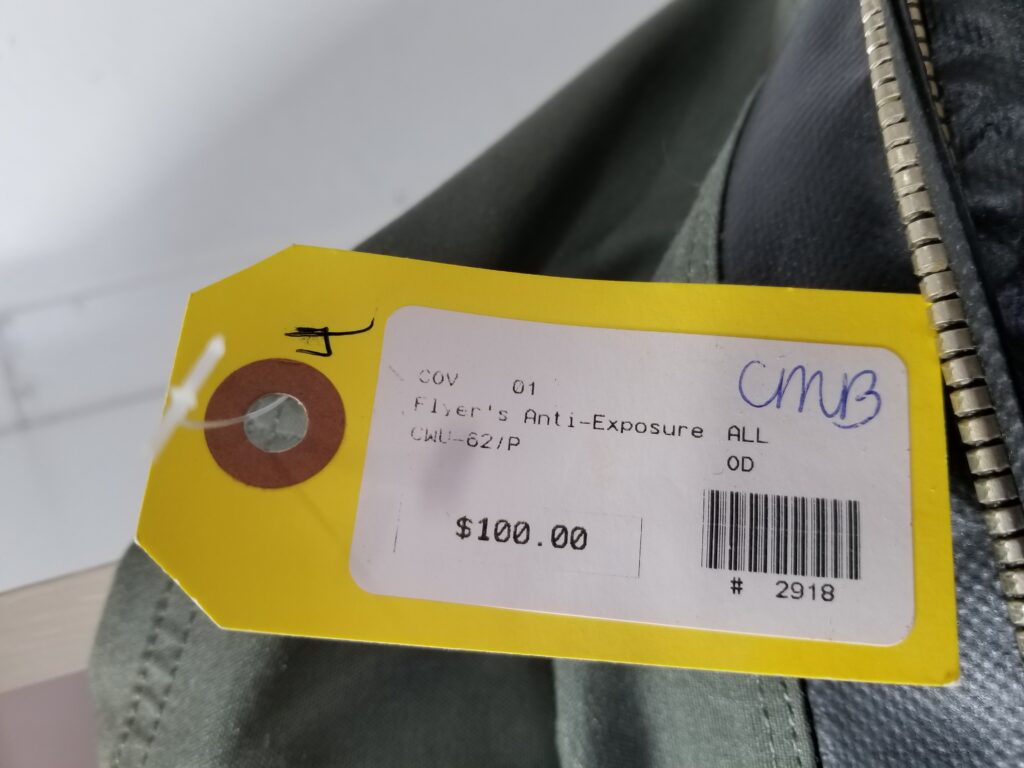 COV 01
Flyer's Anti-Exposure ALL
CWU-62/P
OD
$100.00
# 2918
CMB